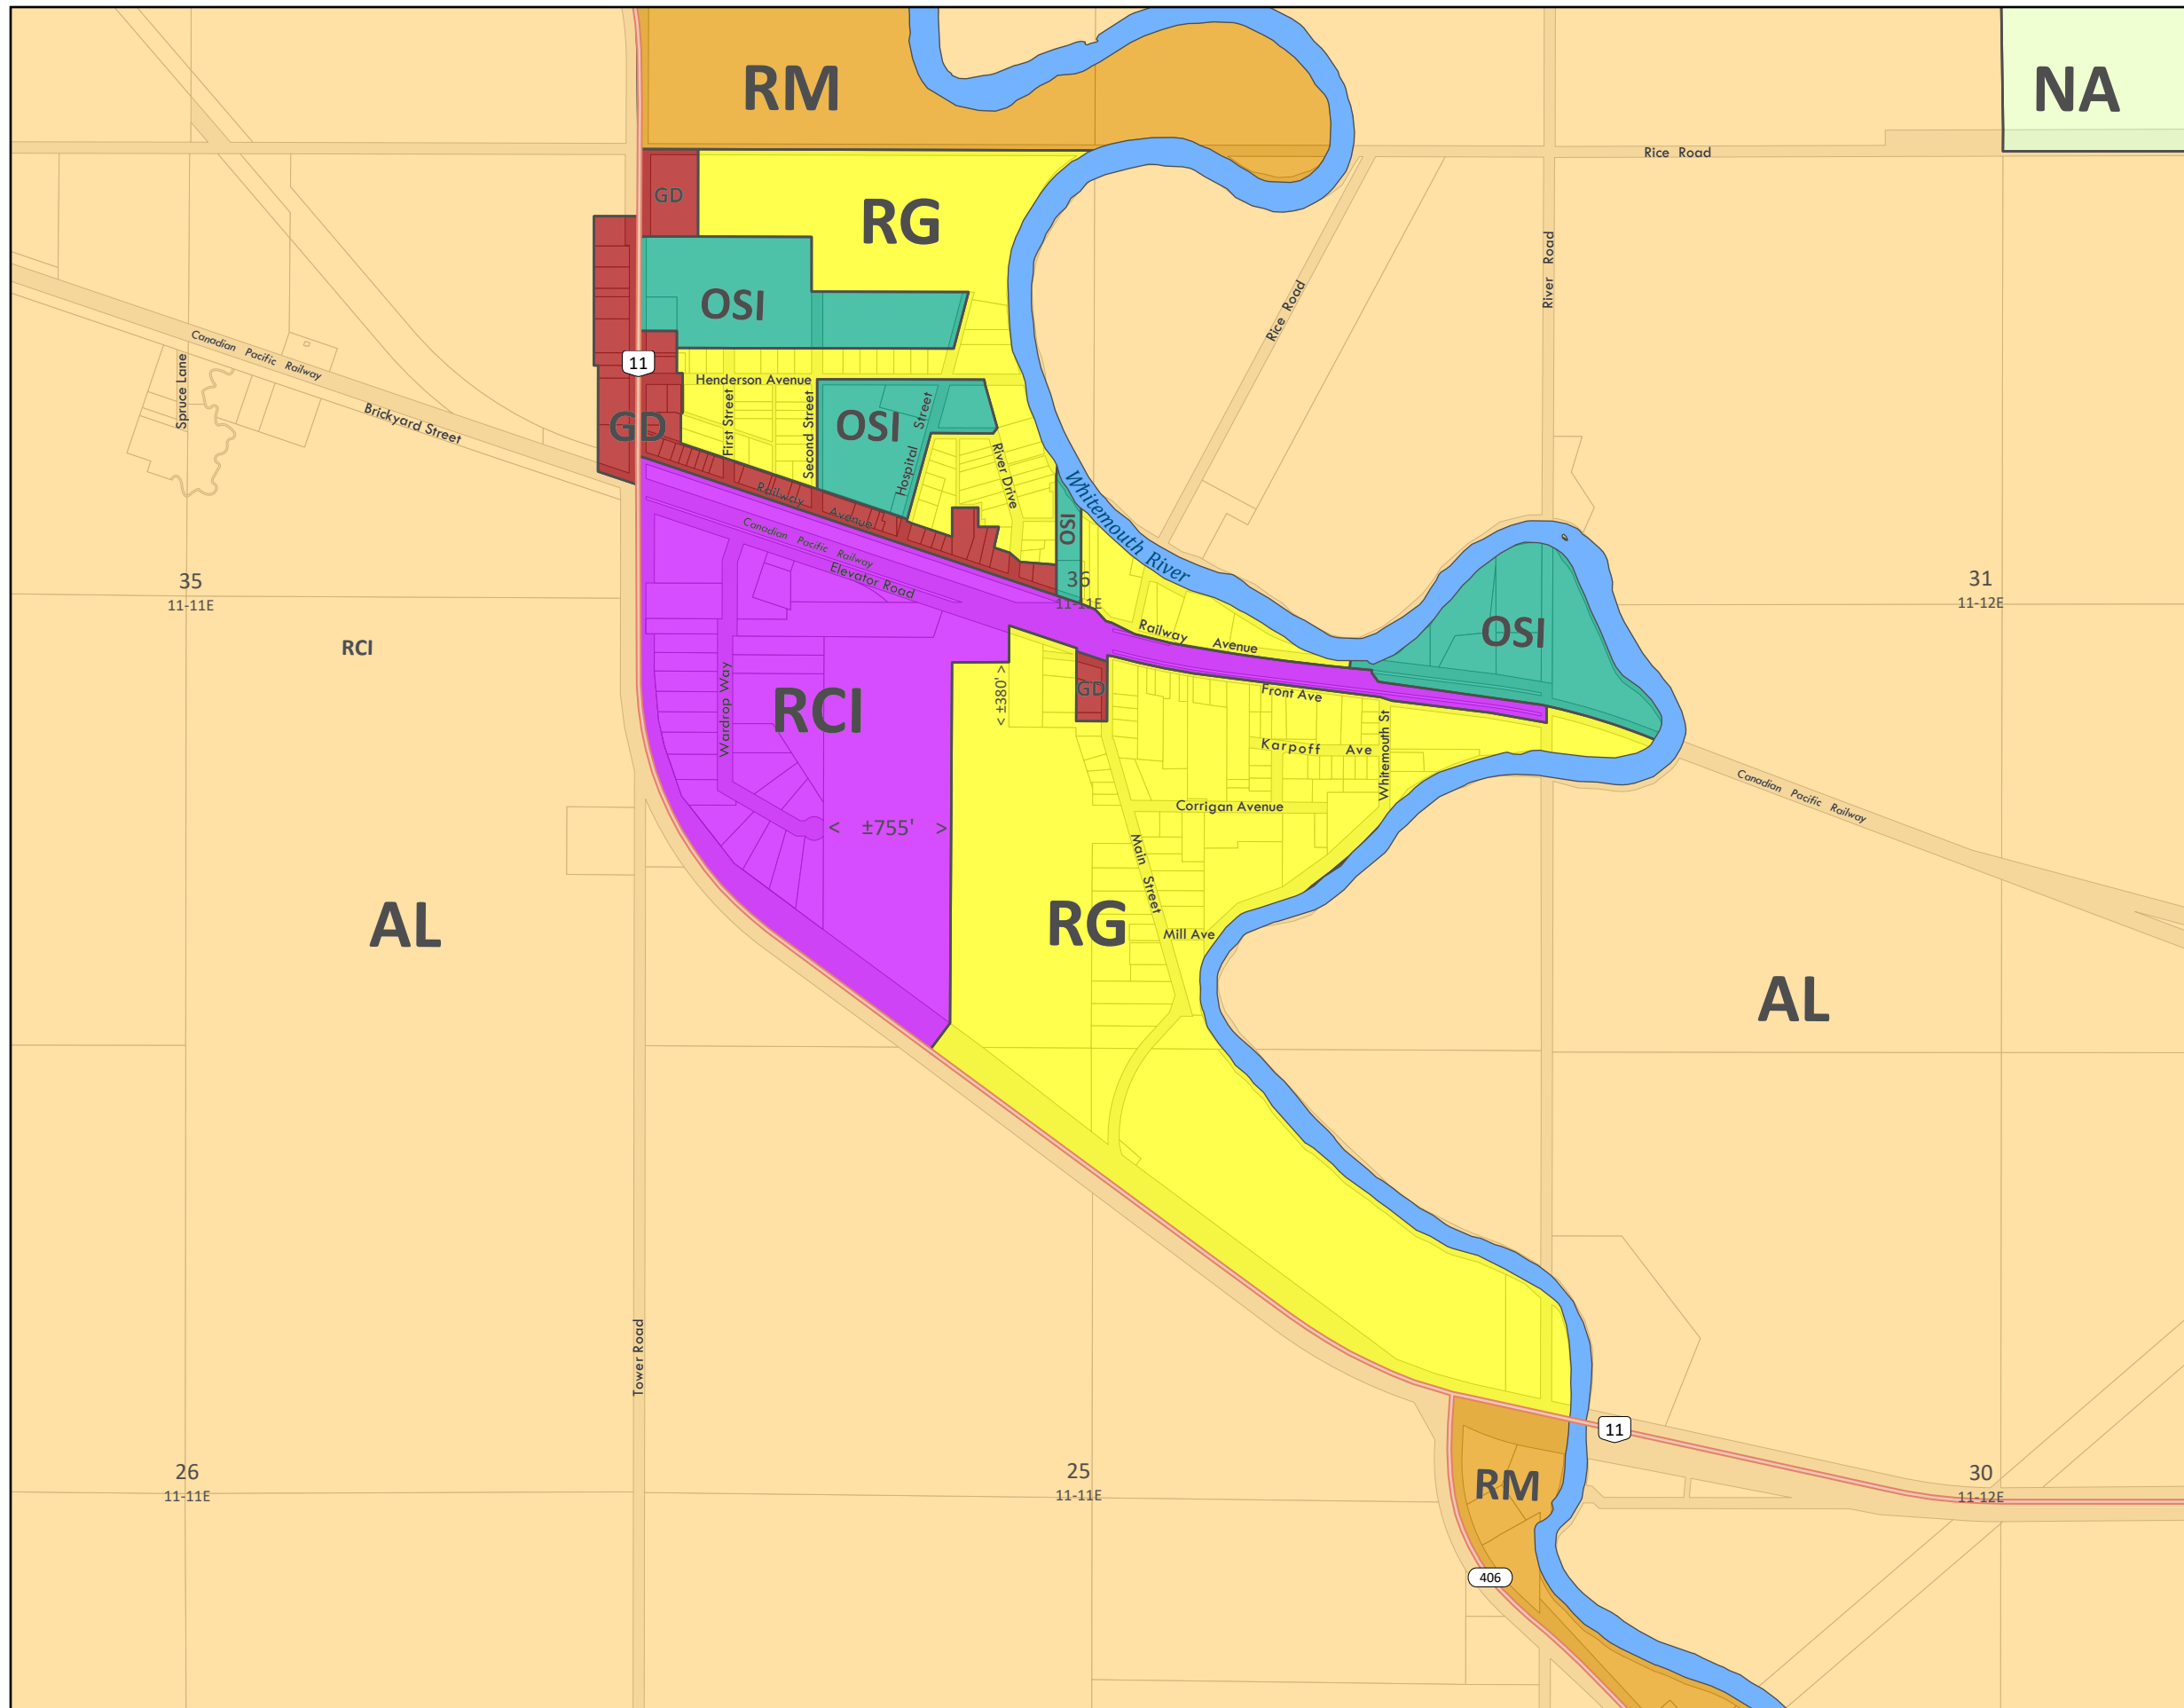 RM
NA
Rice Road
GD
RG
River Road
OSI
Rice Road
Canadian Pacific Railway
Spruce Lane
11
Henderson Avenue
Brickyard Street
GD
First Street
Second Street
OSI
Hospital Street
River Drive
Whitemouth River
Railway Avenue
OSI
Canadian Pacific Railway
Elevator Road
35
11-11E
36
11-11E
31
11-12E
RCI
Railway Avenue
OSI
< ±380' >
GD
Front Ave
Wardrop Way
RCI
Karpoff Ave
Whitemouth St
Canadian Pacific Railway
Corrigan Avenue
< ±755' >
Main Street
AL
RG
Mill Ave
AL
Tower Road
11
26
11-11E
25
11-11E
RM
30
11-12E
406